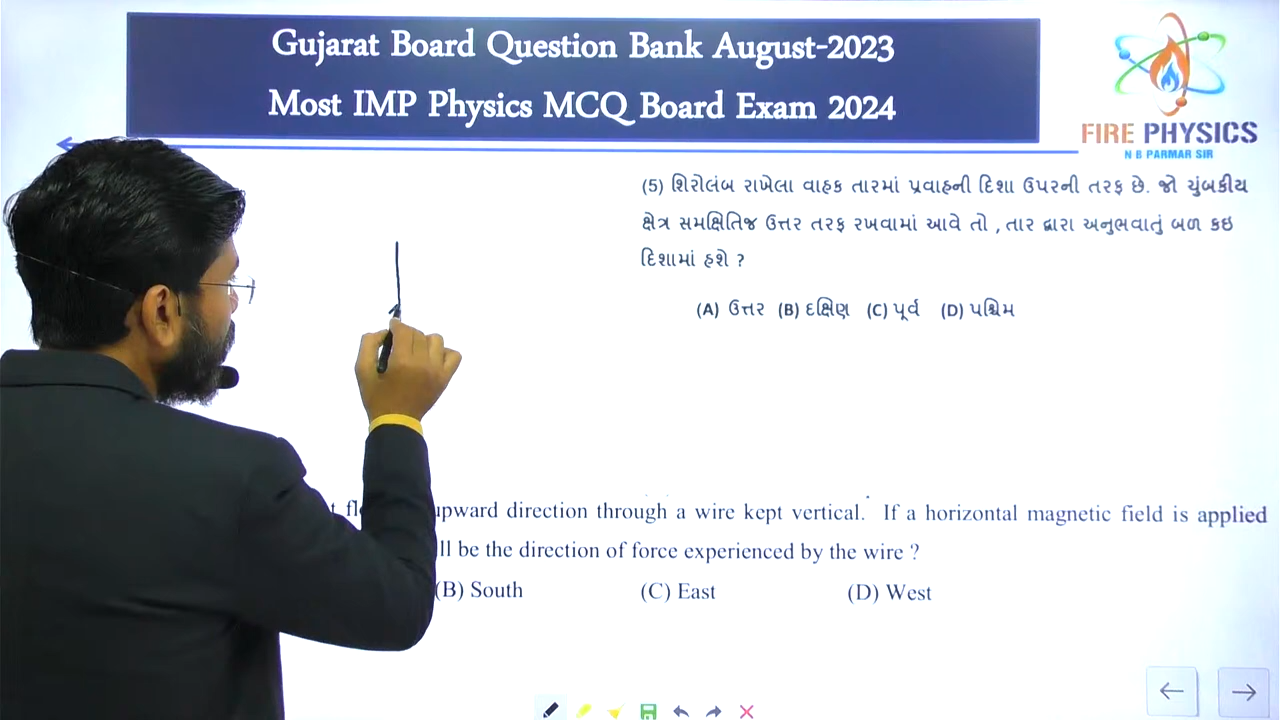 Gujarat Board Question Bank August-2023
Most IMP Physics MCQ Board Exam 2024
FIRE PHYSICS
N B PARMAR SIR
(5) શિરોલંબ રાખેલા વાહક તારમાં પ્રવાહની દિશા ઉપરની તરફ છે. જો ચુંબકીય
ક્ષેત્ર સમક્ષિતિજ ઉત્તર તરફ રાખવામાં આવે તો , તાર દ્વારા અનુભવાતું બળ કઇ
દિશામાં હશે ?
(A) ઉત્તર (B) દક્ષિણ (C) પૂર્વ (D) પશ્ચિમ
upward direction through a wire kept vertical. If a horizontal magnetic field is applied
be the direction of force experienced by the wire ?
(B) South (C) East (D) West